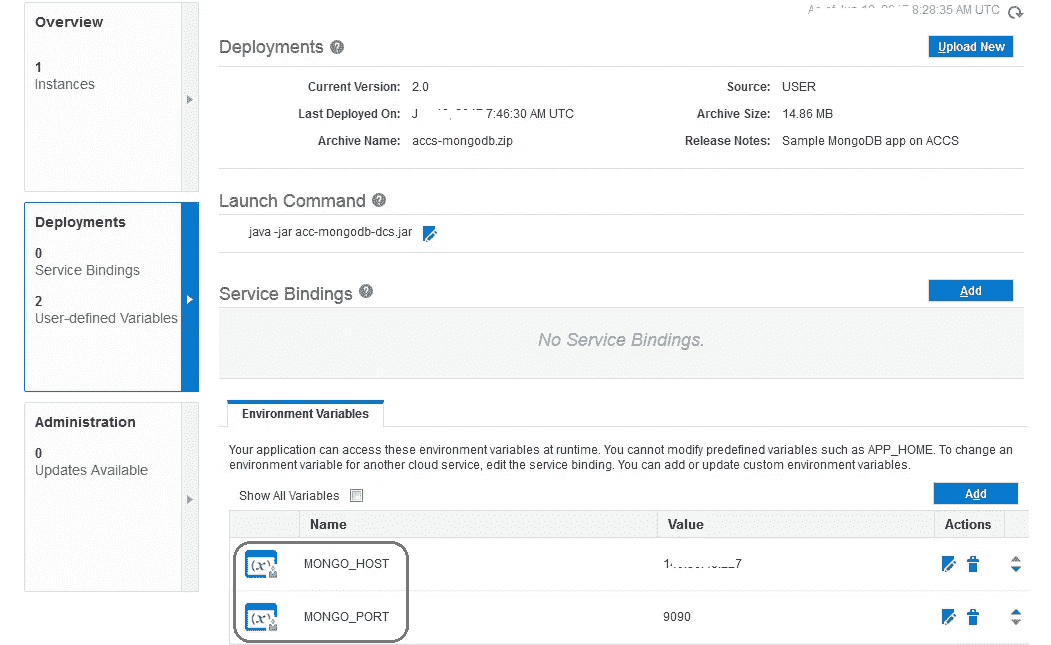 As of 8:28:35 AM UTC
Overview
1
Instances
Deployments
Upload New
Current Version: 2.0
Source: USER
Last Deployed On: 7:46:30 AM UTC
Archive Size: 14.86 MB
Archive Name: accs-mongodb.zip
Release Notes: Sample MongoDB app on ACCS
Launch Command
java -jar acc-mongodb-dcs.jar
Deployments
0
Service Bindings
2
User-defined Variables
Service Bindings
Add
No Service Bindings.
Administration
0
Updates Available
Environment Variables
Your application can access these environment variables at runtime. You cannot modify predefined variables such as APP_HOME. To change an
environment variable for another cloud service, edit the service binding. You can add or update custom environment variables.
Show All Variables
Add
Name Value Actions
(x) MONGO_HOST
(x) MONGO_PORT 9090